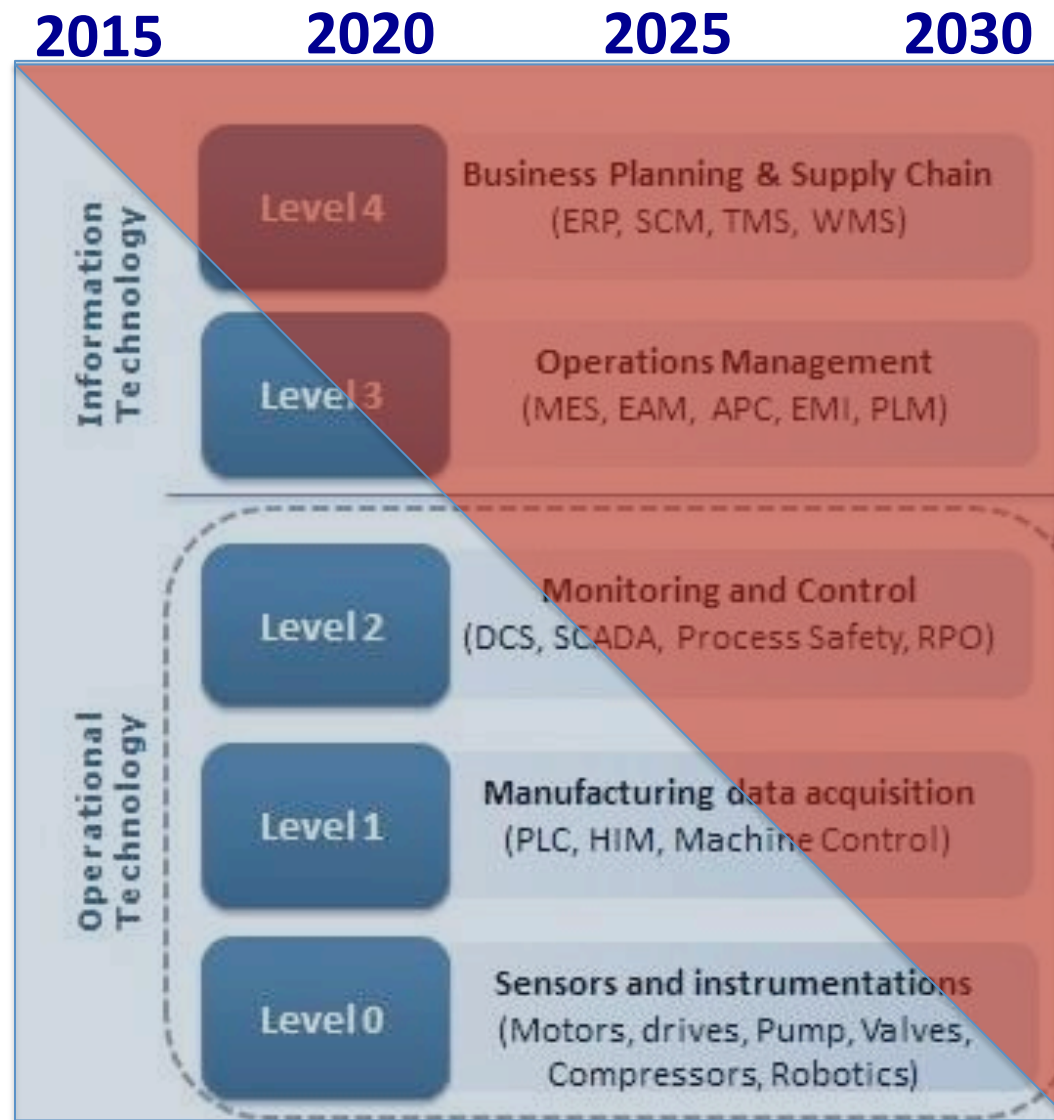 2015 2020 2025 2030
Information
Technology
Level 4
Business Planning & Supply Chain
(ERP, SCM, TMS, WMS)
Level 3
Operations Management
(MES, EAM, APC, EMI, PLM)
Operational
Technology
Level 2
Monitoring and Control
(DCS, SCADA, Process Safety, RPO)
Level 1
Manufacturing data acquisition
(PLC, HIM, Machine Control)
Level 0
Sensors and instrumentations
(Motors, drives, Pump, Valves,
Compressors, Robotics)